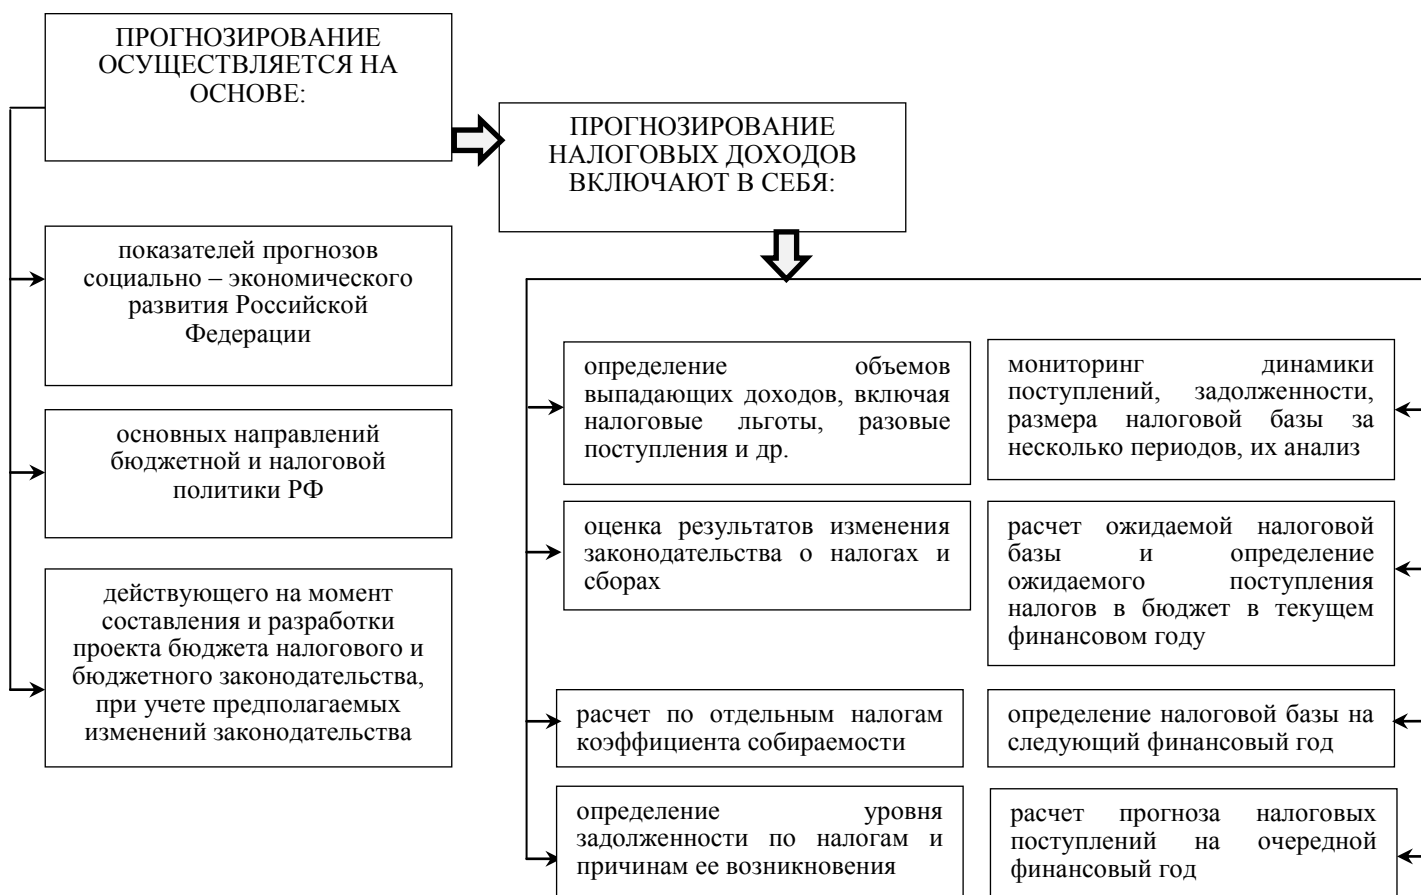 ПРОГНОЗИРОВАНИЕ
ОСУЩЕСТВЛЯЕТСЯ НА
ОСНОВЕ:
показателей прогнозов
социально – экономического
развития Российской
Федерации
основных направлений
бюджетной и налоговой
политики РФ
действующего на момент
составления и разработки
проекта бюджета налогового и
бюджетного законодательства,
при учете предполагаемых
изменений законодательства
ПРОГНОЗИРОВАНИЕ
НАЛОГОВЫХ ДОХОДОВ
ВКЛЮЧАЮТ В СЕБЯ:
определение объемов
выпадающих доходов, включая
налоговые льготы, разовые
поступления и др.
мониторинг динамики
поступлений, задолженности,
размера налоговой базы за
несколько периодов, их анализ
оценка результатов изменения
законодательства о налогах и
сборах
расчет ожидаемой налоговой
базы и определение
ожидаемого поступления
налогов в бюджет в текущем
финансовом году
расчет по отдельным налогам
коэффициента собираемости
определение налоговой базы на
следующий финансовый год
определение уровня
задолженности по налогам и
причинам ее возникновения
расчет прогноза налоговых
поступлений на очередной
финансовый год